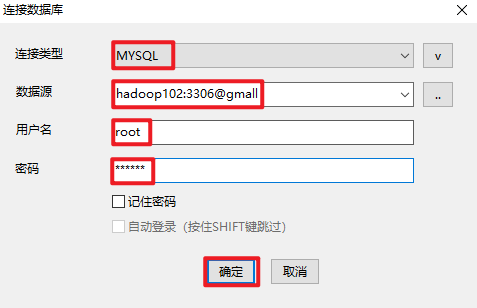 连接数据库
连接类型 MYSQL v
数据源 hadoop102:3306@gmall ..
用户名 root
密码 ******
记住密码
自动登录（按住SHIFT键跳过）
确定 取消